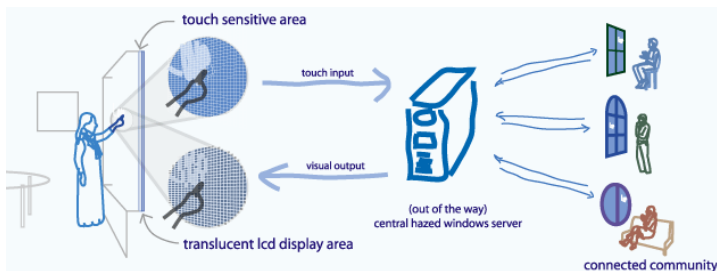 touch sensitive area
touch input
visual output
(out of the way)
central hazed windows server
translucent lcd display area
connected community